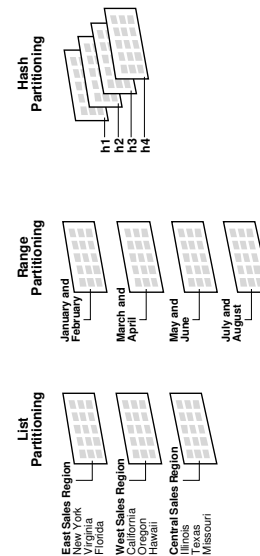 List
Partitioning
East Sales Region
New York
Virginia
Florida
West Sales Region
California
Oregon
Hawaii
Central Sales Region
Illinois
Texas
Missouri
Range
Partitioning
January and
February
March and
April
May and
June
July and
August
Hash
Partitioning
h1
h2
h3
h4